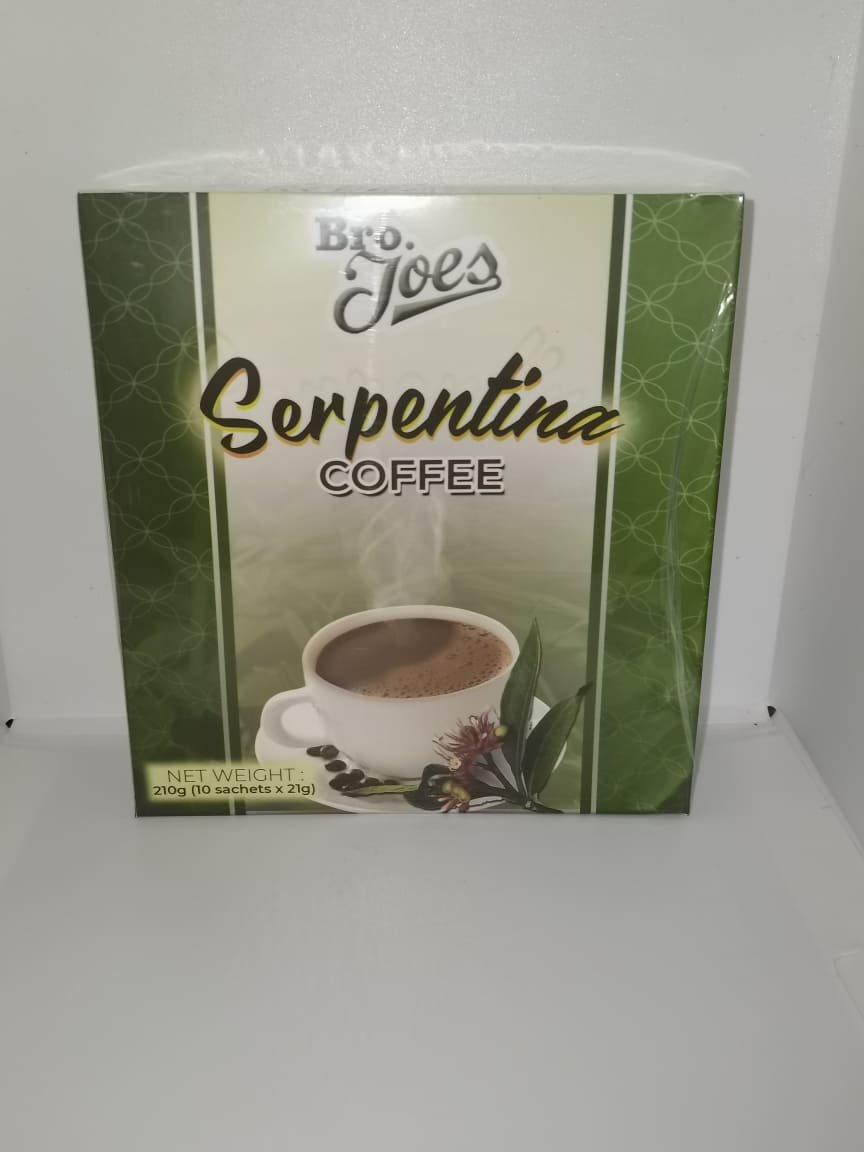 Bro.
Joes
Serpentina
COFFEE
NET WEIGHT :
210g (10 sachets x 21g)